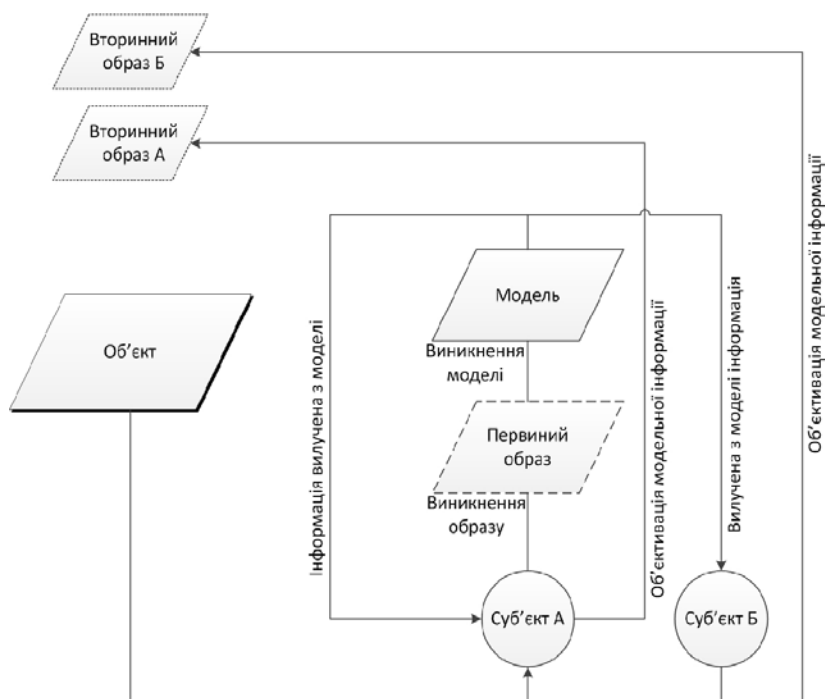 Вторинний
образ Б
Вторинний
образ А
Об’єкт
Модель
Виникнення
моделі
Первиний
образ
Виникнення
образу
Суб’єкт А
Суб’єкт Б
Інформація вилучена з моделі
Об’єктивація модельної інформації
Вилучена з моделі інформація
Об’єктивація модельної інформації